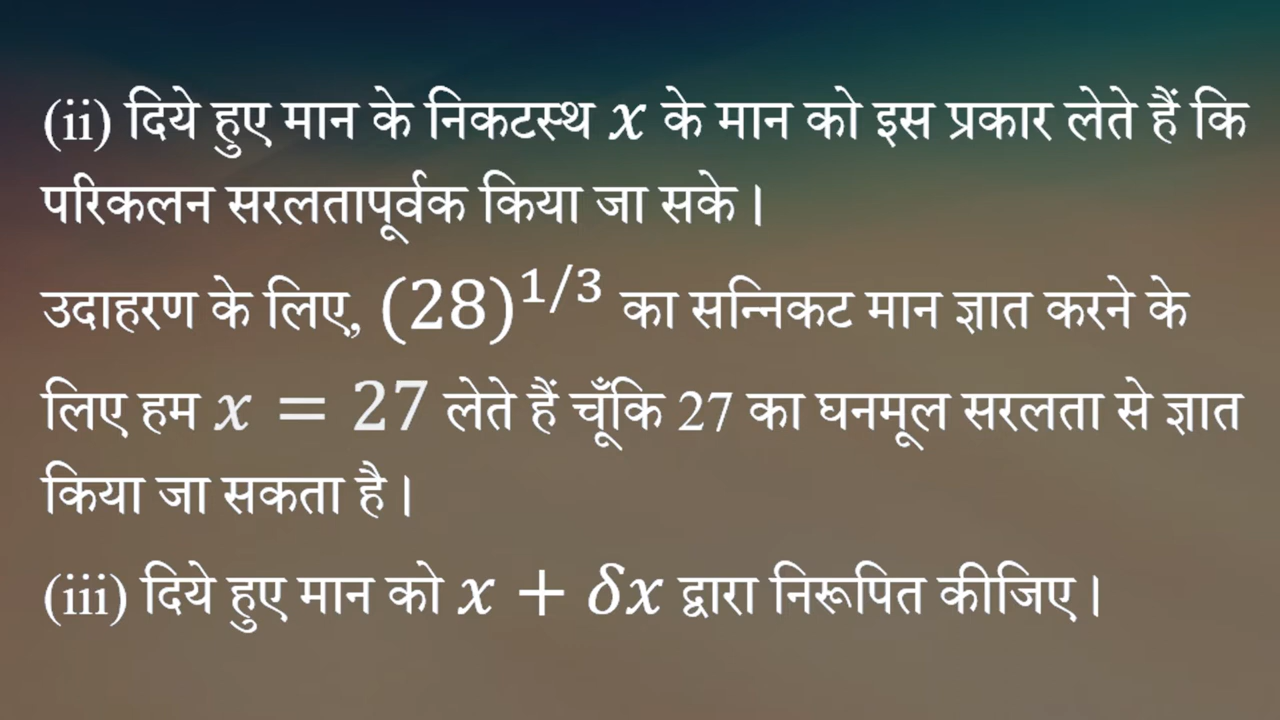 (ii) दिये हुए मान के निकटस्थ x के मान को इस प्रकार लेते हैं कि
परिकलन सरलतापूर्वक किया जा सके।
उदाहरण के लिए, (28)^{1/3} का सन्निकट मान ज्ञात करने के
लिए हम x = 27 लेते हैं चूँकि 27 का घनमूल सरलता से ज्ञात
किया जा सकता है।
(iii) दिये हुए मान को x + δx द्वारा निरूपित कीजिए।